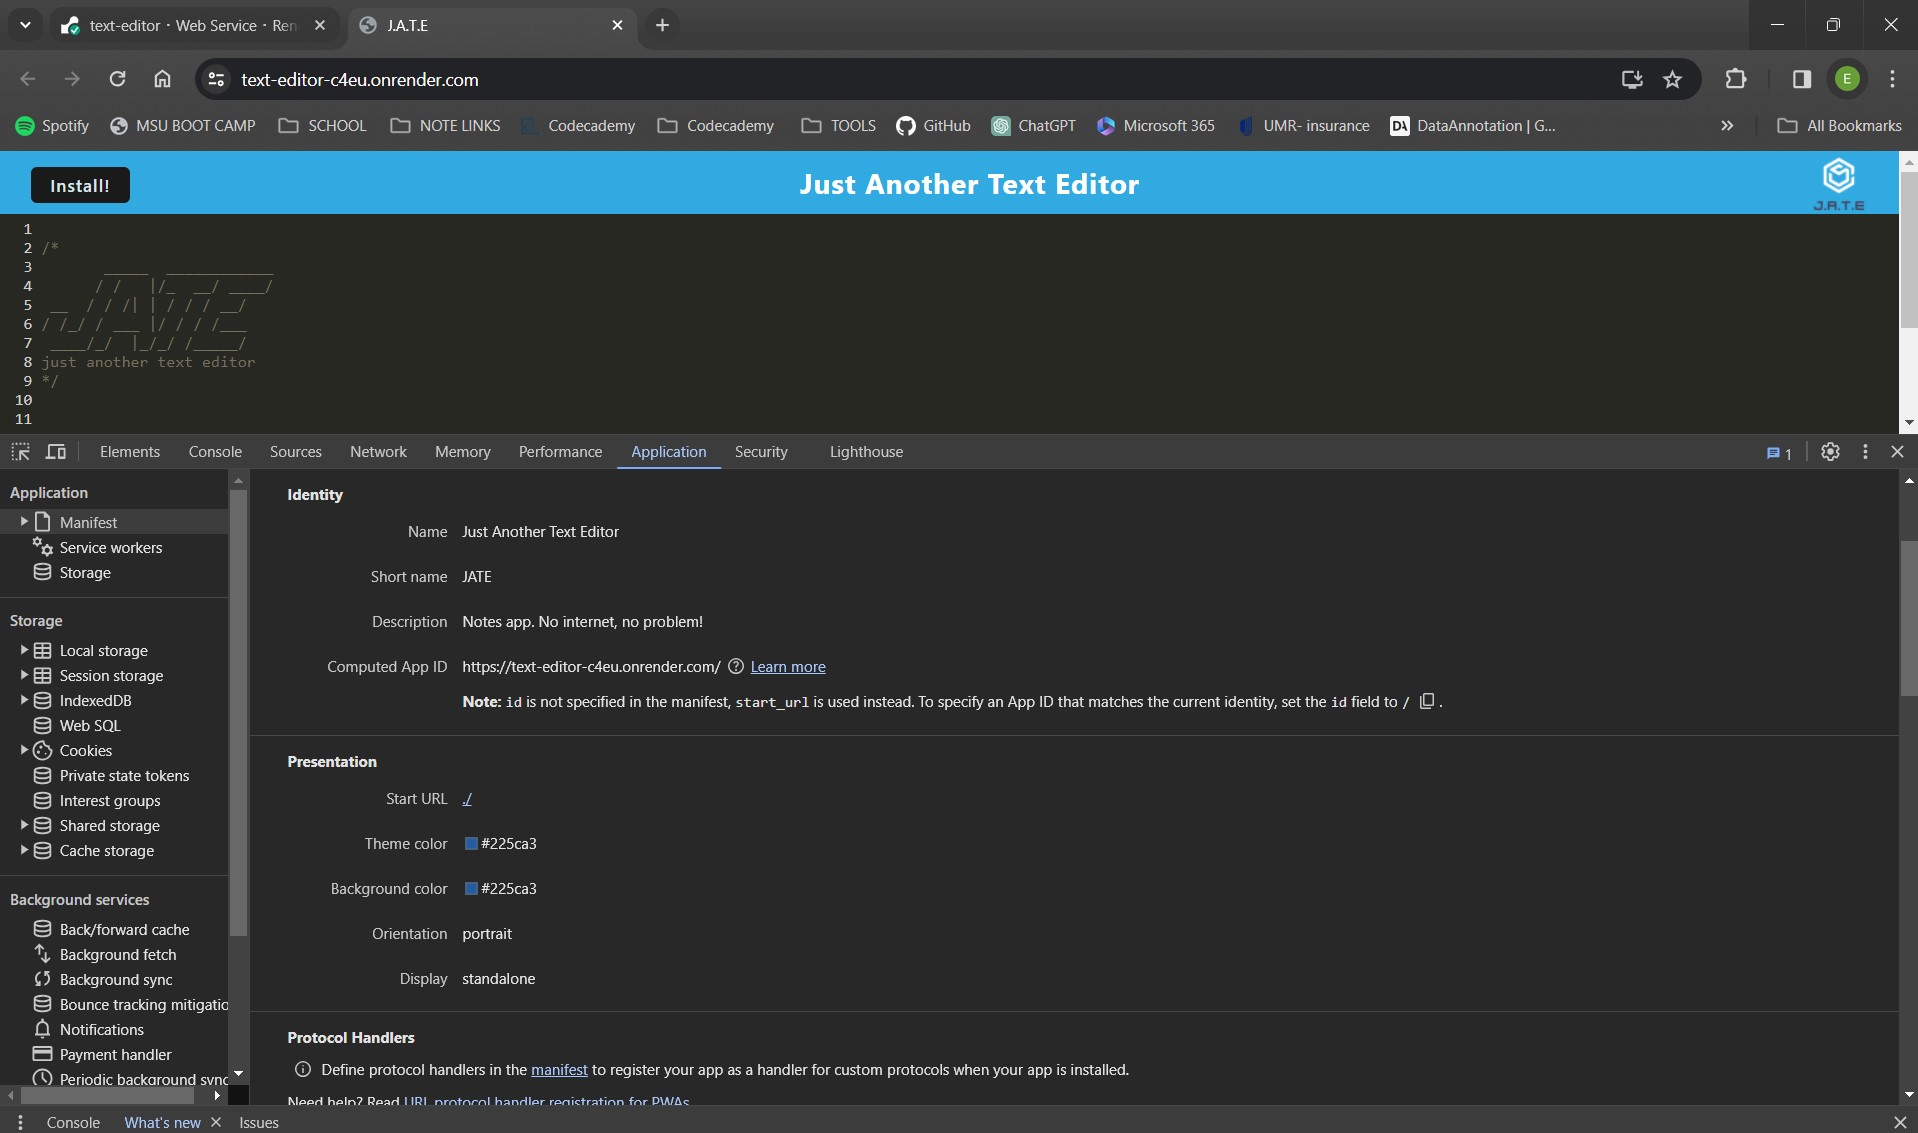 text-editor · Web Service · Ren
J.A.T.E
text-editor-c4eu.onrender.com
E
Spotify
MSU BOOT CAMP
SCHOOL
NOTE LINKS
Codecademy
Codecademy
TOOLS
GitHub
ChatGPT
Microsoft 365
UMR- insurance
DA DataAnnotation | G...
All Bookmarks
Install!
Just Another Text Editor
J.A.T.E
1
2 /*
3
4
5
6
7
8 just another text editor
9 */
10
11
Elements Console Sources Network Memory Performance Application Security Lighthouse
1
Application
Manifest
Service workers
Storage
Storage
Local storage
Session storage
IndexedDB
Web SQL
Cookies
Private state tokens
Interest groups
Shared storage
Cache storage
Background services
Back/forward cache
Background fetch
Background sync
Bounce tracking mitigatio
Notifications
Payment handler
Periodic background sync
Identity
Name Just Another Text Editor
Short name JATE
Description Notes app. No internet, no problem!
Computed App ID https://text-editor-c4eu.onrender.com/ Learn more
Note: id is not specified in the manifest, start_url is used instead. To specify an App ID that matches the current identity, set the id field to / .
Presentation
Start URL ./
Theme color #225ca3
Background color #225ca3
Orientation portrait
Display standalone
Protocol Handlers
Define protocol handlers in the manifest to register your app as a handler for custom protocols when your app is installed.
Need help? Read URL protocol handler registration for PWAs
Console What's new Issues